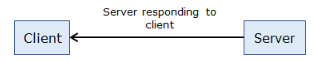 Server responding to
client
Client
Server